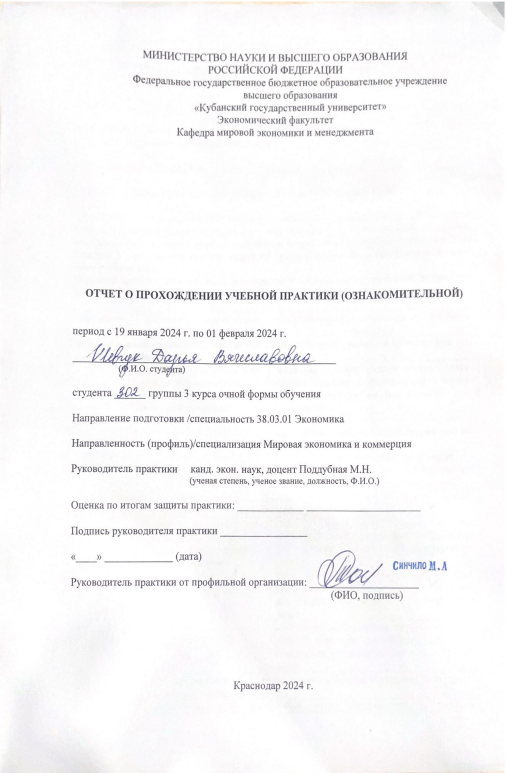 МИНИСТЕРСТВО НАУКИ И ВЫСШЕГО ОБРАЗОВАНИЯ
РОССИЙСКОЙ ФЕДЕРАЦИИ
Федеральное государственное бюджетное образовательное учреждение
высшего образования
«Кубанский государственный университет»
Экономический факультет
Кафедра мировой экономики и менеджмента
ОТЧЕТ О ПРОХОЖДЕНИИ УЧЕБНОЙ ПРАКТИКИ (ОЗНАКОМИТЕЛЬНОЙ)
период с 19 января 2024 г. по 01 февраля 2024 г.
Шевчук Дарья Вячеславовна
(Ф.И.О. студента)
студента 302 группы 3 курса очной формы обучения
Направление подготовки /специальность 38.03.01 Экономика
Направленность (профиль)/специализация Мировая экономика и коммерция
Руководитель практики канд. экон. наук, доцент Поддубная М.Н.
(ученая степень, ученое звание, должность, Ф.И.О.)
Оценка по итогам защиты практики: ____________ ____________________
Подпись руководителя практики ________________
«____» _____________ (дата)
Руководитель практики от профильной организации: Синчило М.А
(ФИО, подпись)
Краснодар 2024 г.